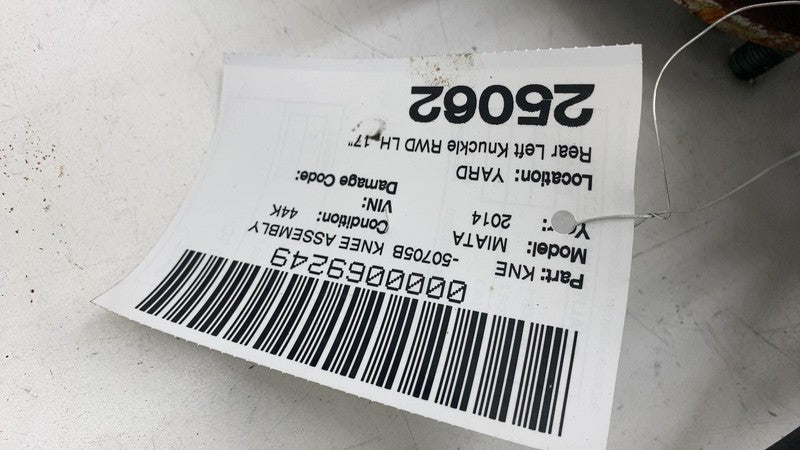 0000069249
Part: KNE -50705B KNEE ASSEMBLY
Model: MIATA Condition: 44K
Year: 2014 VIN:
Damage Code:
Location: YARD
Rear Left Knuckle RWD LH 17"
25062